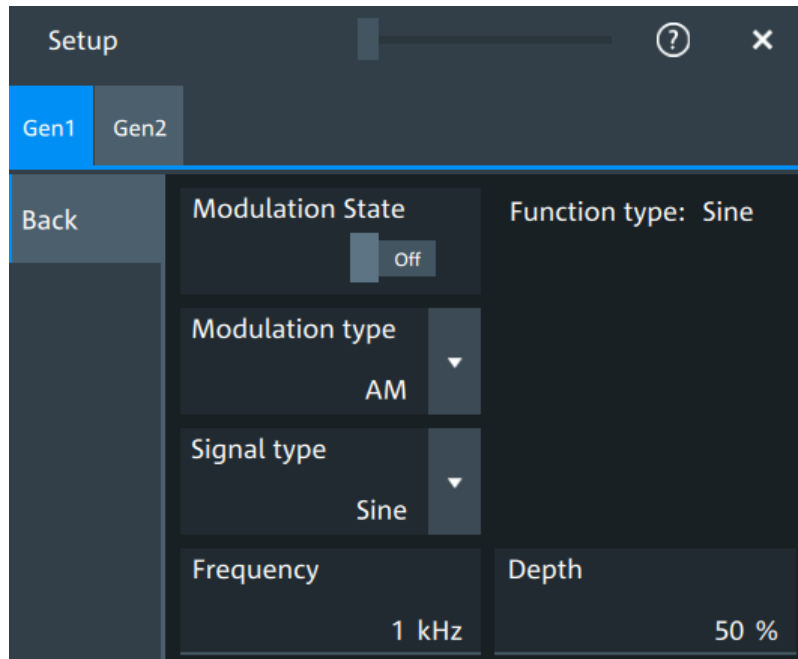 Setup
Gen1 Gen2
Back
Modulation State
Off
Function type: Sine
Modulation type
AM
Signal type
Sine
Frequency
1 kHz
Depth
50 %